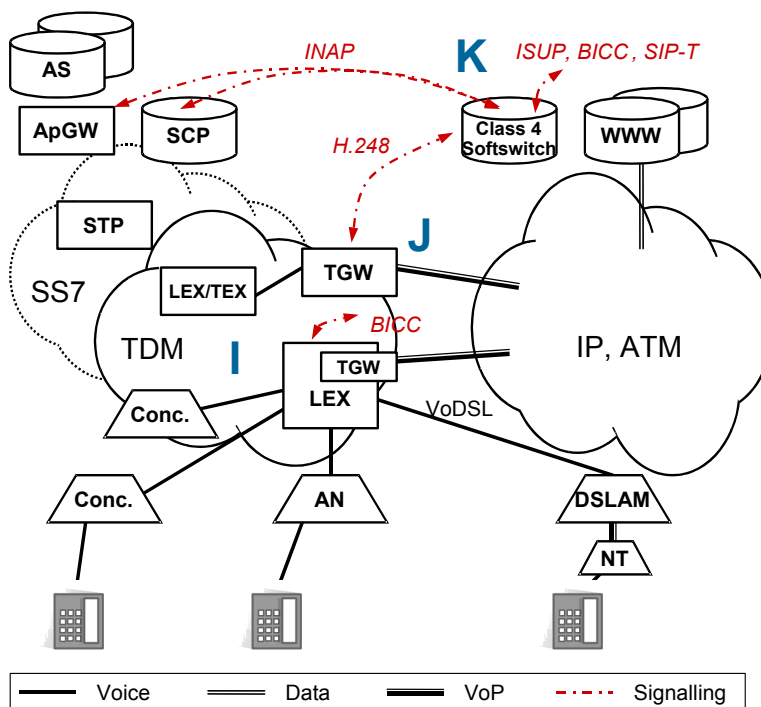 AS
INAP
K
ISUP, BICC , SIP-T
ApGW
SCP
Class 4
Softswitch
WWW
H.248
STP
J
SS7
LEX/TEX
TGW
TDM
I
BICC
IP, ATM
TGW
LEX
VoDSL
Conc.
Conc.
AN
DSLAM
NT
Voice
Data
VoP
Signalling